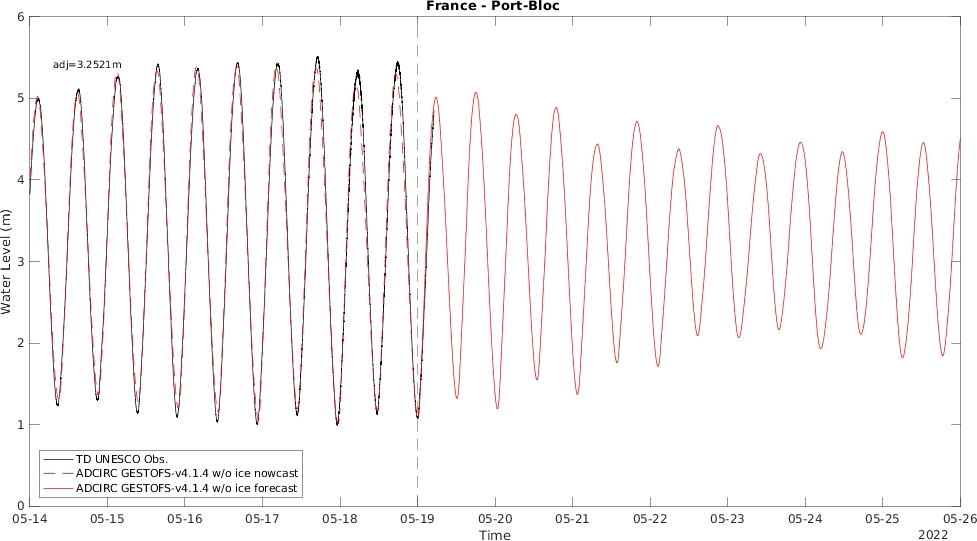 France - Port-Bloc
adj=3.2521m
6
5
4
3
2
1
0
Water Level (m)
TD UNESCO Obs.
ADCIRC GESTOFS-v4.1.4 w/o ice nowcast
ADCIRC GESTOFS-v4.1.4 w/o ice forecast
05-14 05-15 05-16 05-17 05-18 05-19 05-20 05-21 05-22 05-23 05-24 05-25 05-26
Time
2022